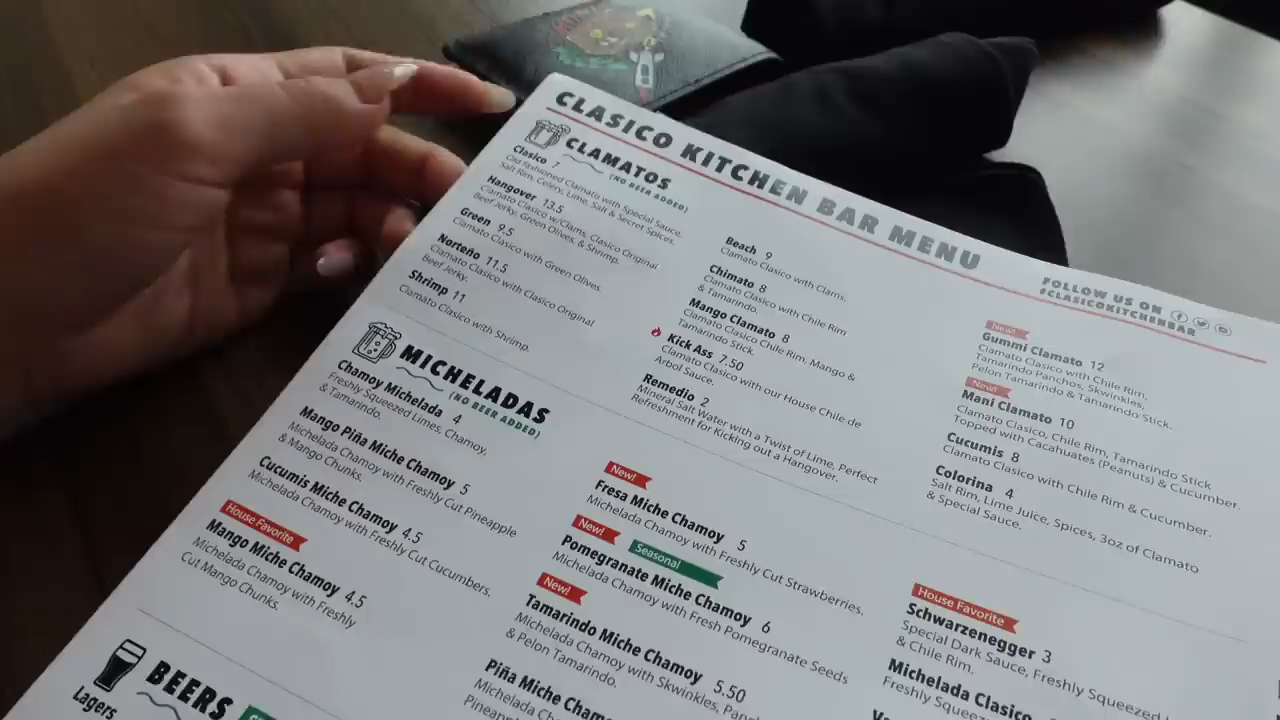 CLASICO KITCHEN BAR MENU
FOLLOW US ON
#CLASICOKITCHENBAR
CLAMATOS
(NO BEER ADDED)
Clasico 7
Old Fashioned Clamato with Special Sauce,
Salt Rim, Celery, Lime, Salt & Secret Spices.
Hangover 13.5
Clamato Clasico w/Clams, Clasico Original
Beef Jerky, Green Olives, & Shrimp.
Green 9.5
Clamato Clasico with Green Olives.
Norteño 11.5
Clamato Clasico with Clasico Original
Beef Jerky.
Shrimp 11
Clamato Clasico with Shrimp.
Beach 9
Clamato Clasico with Clams.
Chimato 8
Clamato Clasico with Chile Rim
& Tamarindo.
Mango Clamato 8
Clamato Clasico Chile Rim, Mango &
Tamarindo Stick.
Kick Ass 7.50
Clamato Clasico with our House Chile de
Arbol Sauce.
Remedio 2
Mineral Salt Water with a Twist of Lime, Perfect
Refreshment for Kicking out a Hangover.
New!
Gummi Clamato 12
Clamato Clasico with Chile Rim,
Tamarindo Panchos, Skwinkles,
Pelon Tamarindo & Tamarindo Stick.
New!
Mani Clamato 10
Clamato Clasico, Chile Rim, Tamarindo Stick
Topped with Cacahuates (Peanuts) & Cucumber.
Cucumis 8
Clamato Clasico with Chile Rim & Cucumber.
Colorina 4
Salt Rim, Lime Juice, Spices, 3oz of Clamato
& Special Sauce.
MICHELADAS
(NO BEER ADDED)
Chamoy Michelada 4
Freshly Squeezed Limes, Chamoy,
& Tamarindo.
Mango Piña Miche Chamoy 5
Michelada Chamoy with Freshly Cut Pineapple
& Mango Chunks.
Cucumis Miche Chamoy 4.5
Michelada Chamoy with Freshly Cut Cucumbers.
House Favorite
Mango Miche Chamoy 4.5
Michelada Chamoy with Freshly
Cut Mango Chunks.
New!
Fresa Miche Chamoy 5
Michelada Chamoy with Freshly Cut Strawberries.
New! Seasonal
Pomegranate Miche Chamoy 6
Michelada Chamoy with Fresh Pomegranate Seeds
New!
Tamarindo Miche Chamoy 5.50
Michelada Chamoy with Skwinkles,
& Pelon Tamarindo.
Piña Miche
House Favorite
Schwarzenegger 3
Special Dark Sauce, Freshly Squeezed
& Chile Rim.
Michelada Clasico
Freshly
BEERS
Lagers